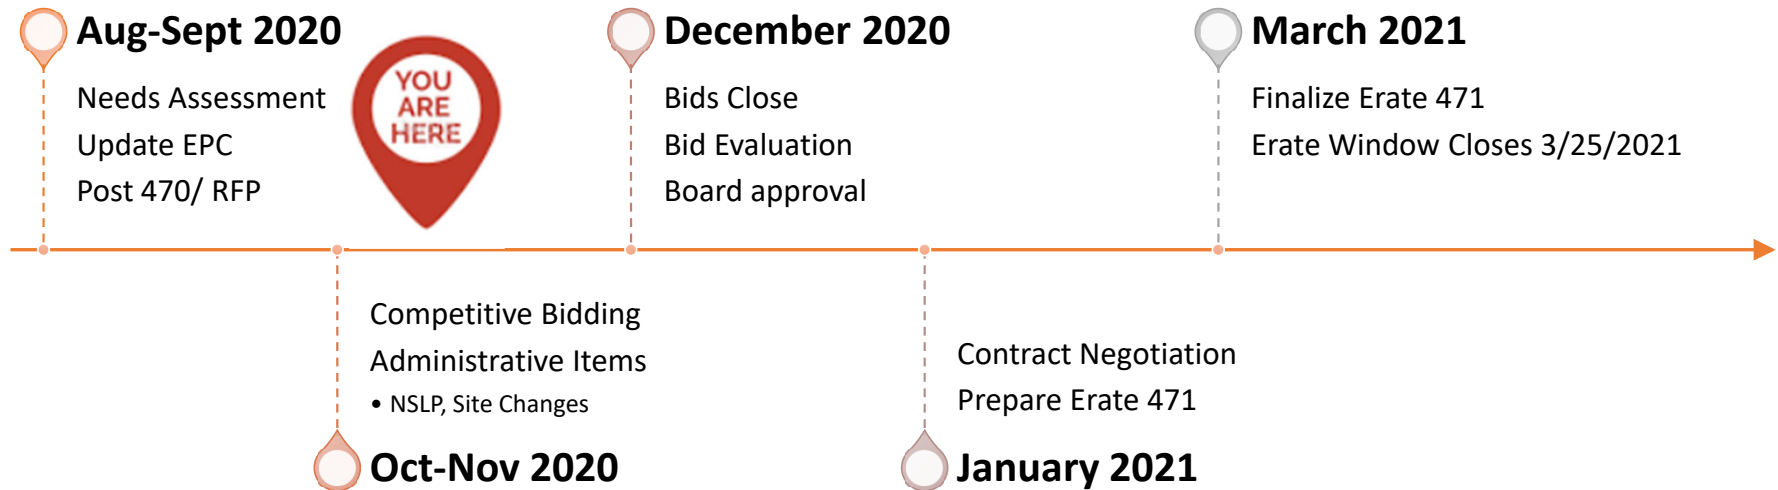 Aug-Sept 2020
Needs Assessment
Update EPC
Post 470/ RFP
YOU
ARE
HERE
Competitive Bidding
Administrative Items
• NSLP, Site Changes
Oct-Nov 2020
December 2020
Bids Close
Bid Evaluation
Board approval
Contract Negotiation
Prepare Erate 471
January 2021
March 2021
Finalize Erate 471
Erate Window Closes 3/25/2021